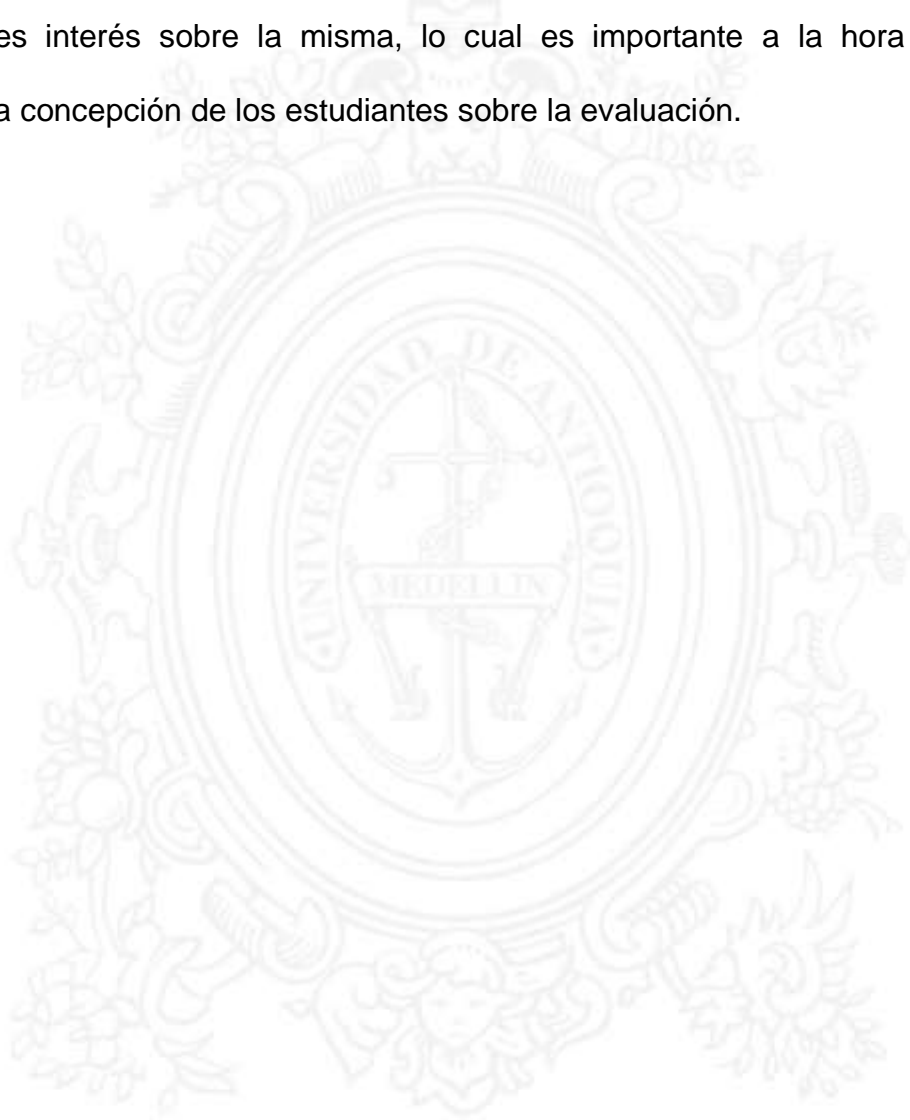 es interés sobre la misma, lo cual es importante a la hora
a concepción de los estudiantes sobre la evaluación.
UNIVERSIDAD DE ANTIOQUIA
MEDELLIN